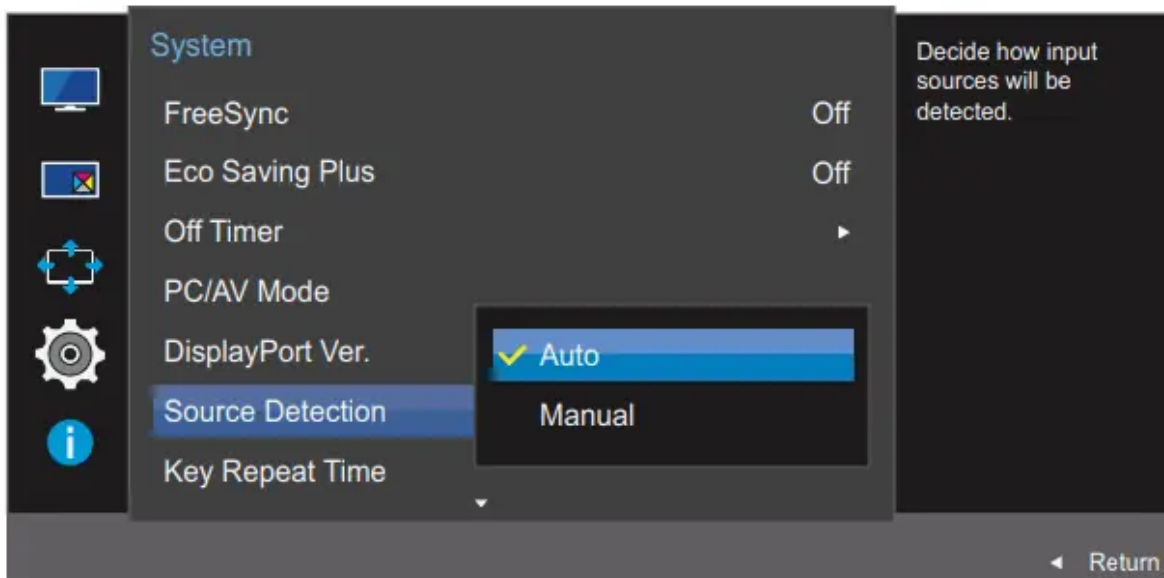 System
FreeSync Off
Eco Saving Plus Off
Off Timer
PC/AV Mode
DisplayPort Ver.
Source Detection
Key Repeat Time
Auto
Manual
Decide how input
sources will be
detected.
Return
i